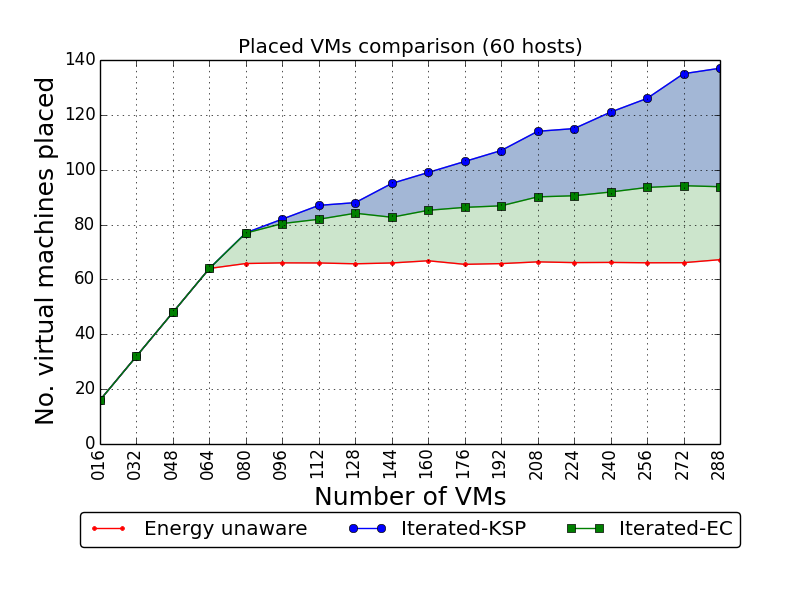 Placed VMs comparison (60 hosts)
No. virtual machines placed
140
120
100
80
60
40
20
0
016 032 048 064 080 096 112 128 144 160 176 192 208 224 240 256 272 288
Number of VMs
Energy unaware Iterated-KSP Iterated-EC